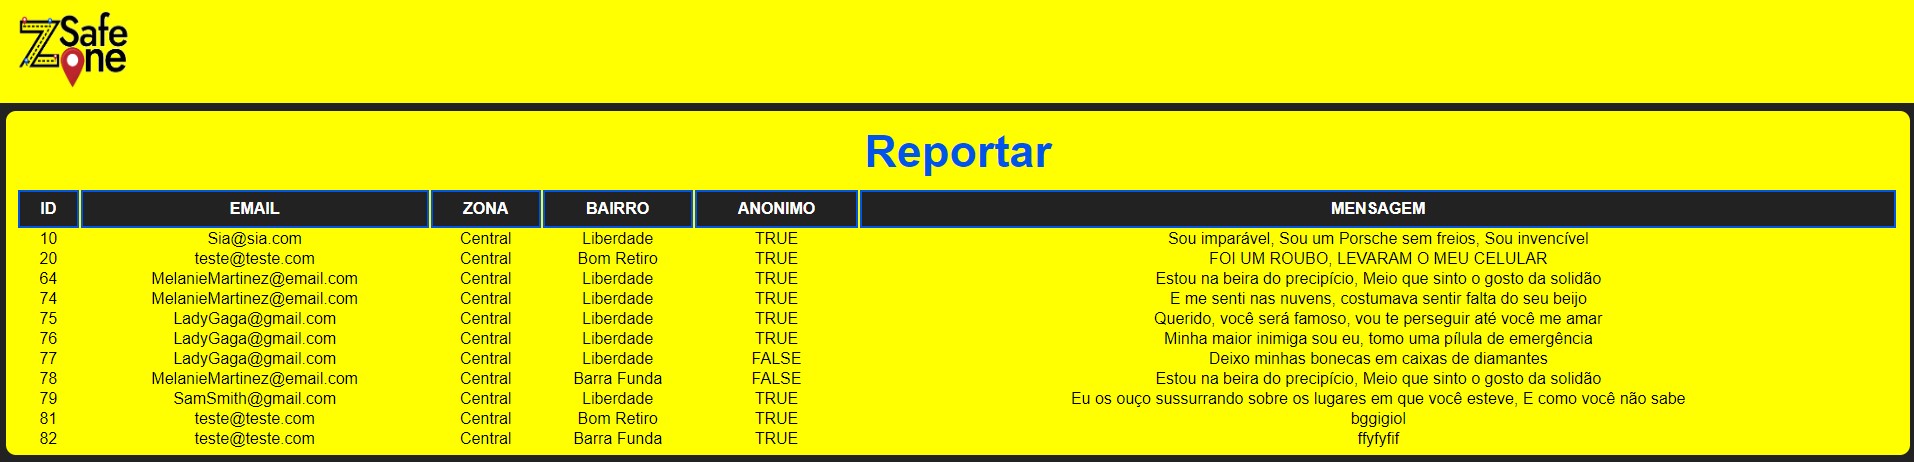 Safe
Zone
Reportar
ID EMAIL ZONA BAIRRO ANONIMO MENSAGEM
10 Sia@sia.com Central Liberdade TRUE Sou imparável, Sou um Porsche sem freios, Sou invencível
20 teste@teste.com Central Bom Retiro TRUE FOI UM ROUBO, LEVARAM O MEU CELULAR
64 MelanieMartinez@email.com Central Liberdade TRUE Estou na beira do precipício, Meio que sinto o gosto da solidão
74 MelanieMartinez@email.com Central Liberdade TRUE E me senti nas nuvens, costumava sentir falta do seu beijo
75 LadyGaga@gmail.com Central Liberdade TRUE Querido, você será famoso, vou te perseguir até você me amar
76 LadyGaga@gmail.com Central Liberdade TRUE Minha maior inimiga sou eu, tomo uma pílula de emergência
77 LadyGaga@gmail.com Central Liberdade FALSE Deixo minhas bonecas em caixas de diamantes
78 MelanieMartinez@email.com Central Barra Funda FALSE Estou na beira do precipício, Meio que sinto o gosto da solidão
79 SamSmith@gmail.com Central Liberdade TRUE Eu os ouço sussurrando sobre os lugares em que você esteve, E como você não sabe
81 teste@teste.com Central Bom Retiro TRUE bggigiol
82 teste@teste.com Central Barra Funda TRUE ffyfyfif